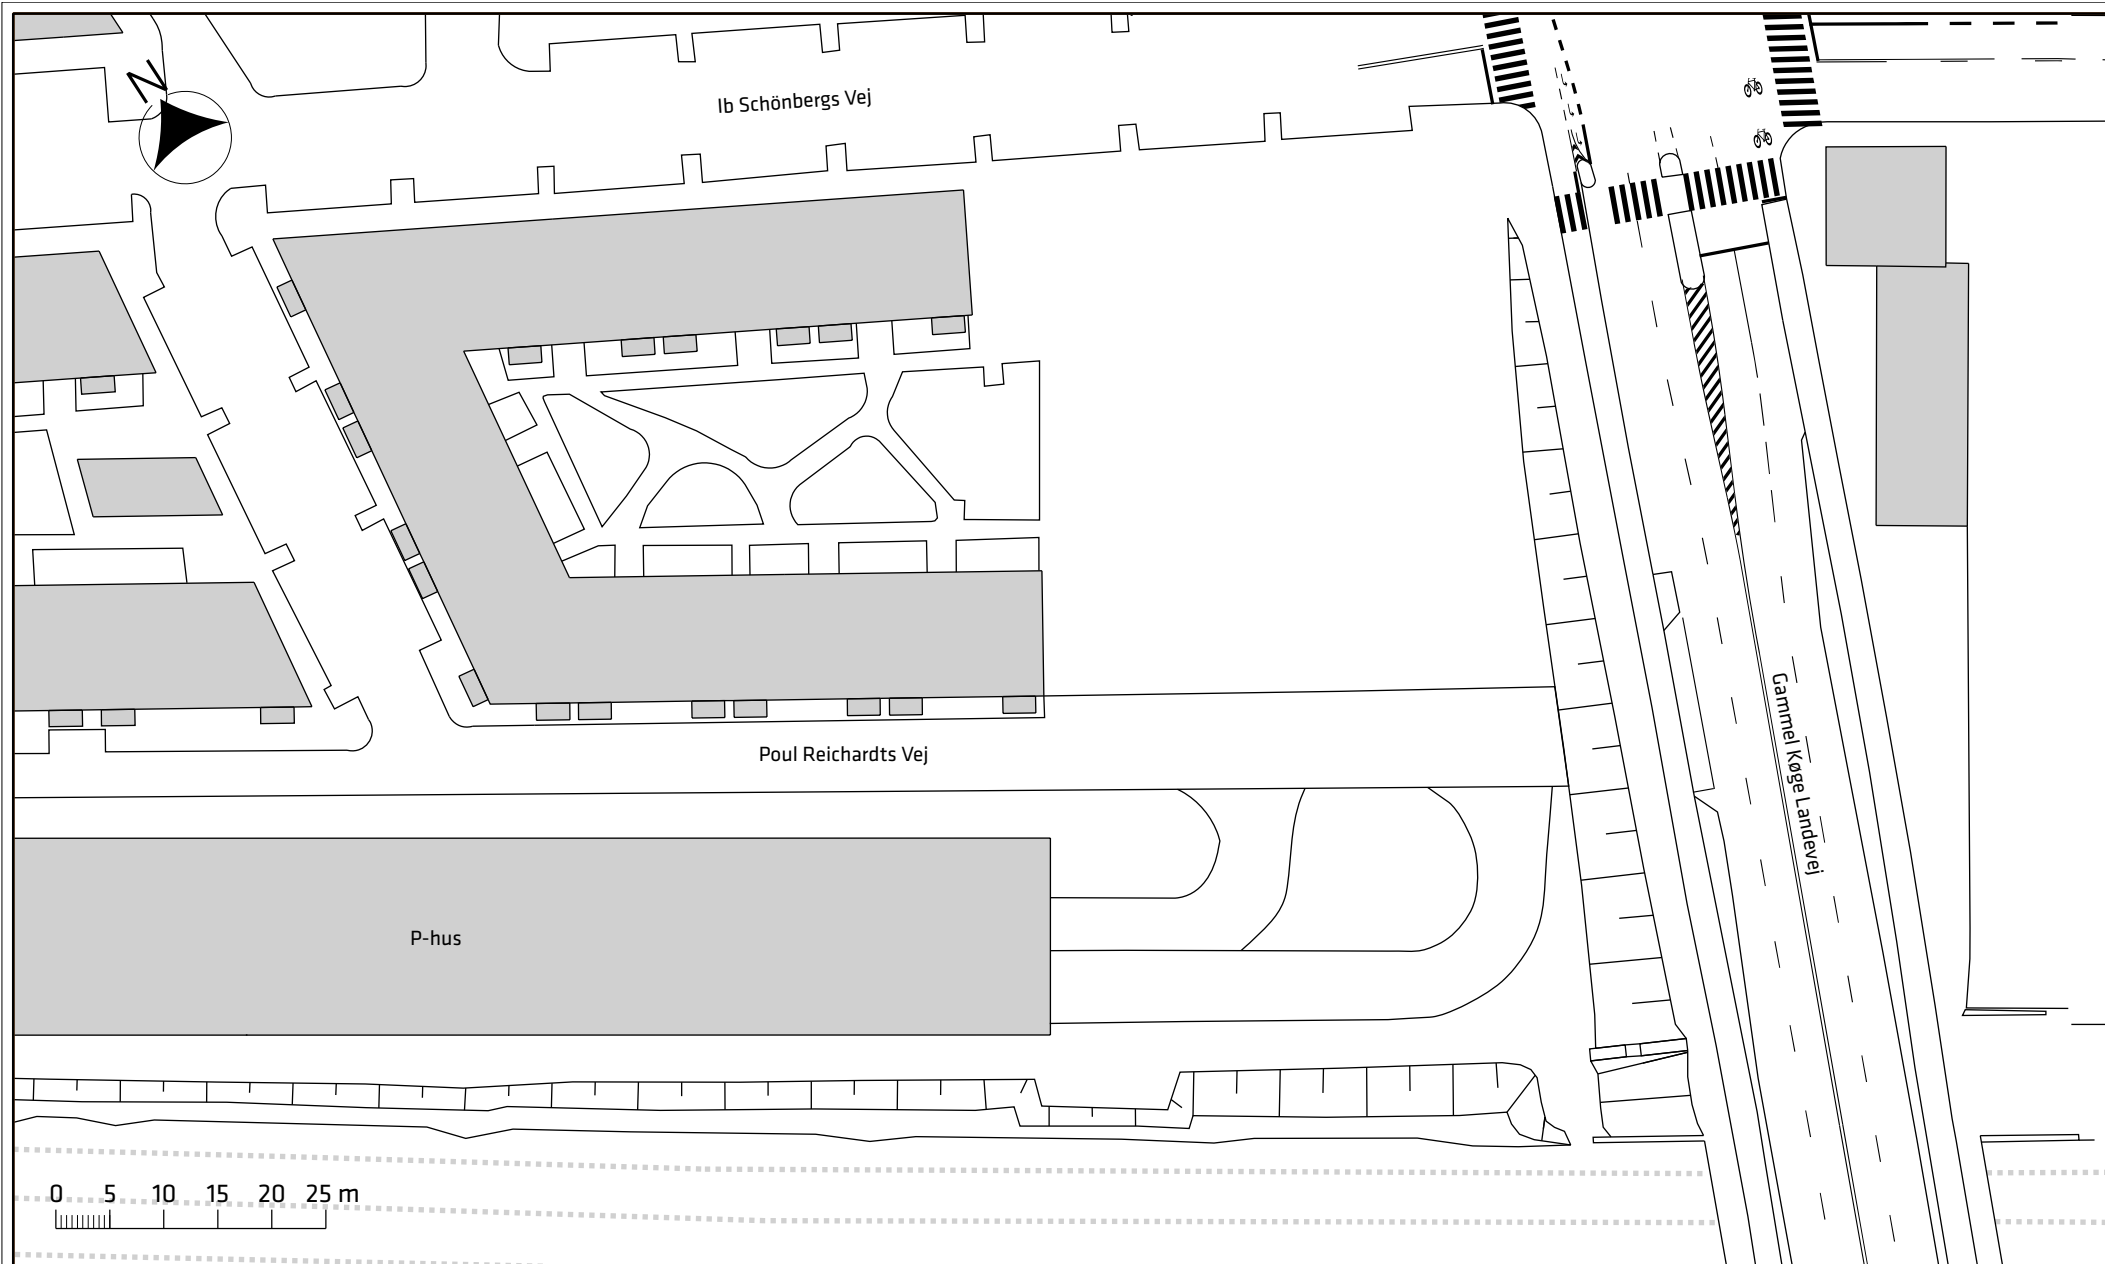 N
Ib Schönbergs Vej
Gammel Køge Landevej
Poul Reichardts Vej
P-hus
0 5 10 15 20 25 m